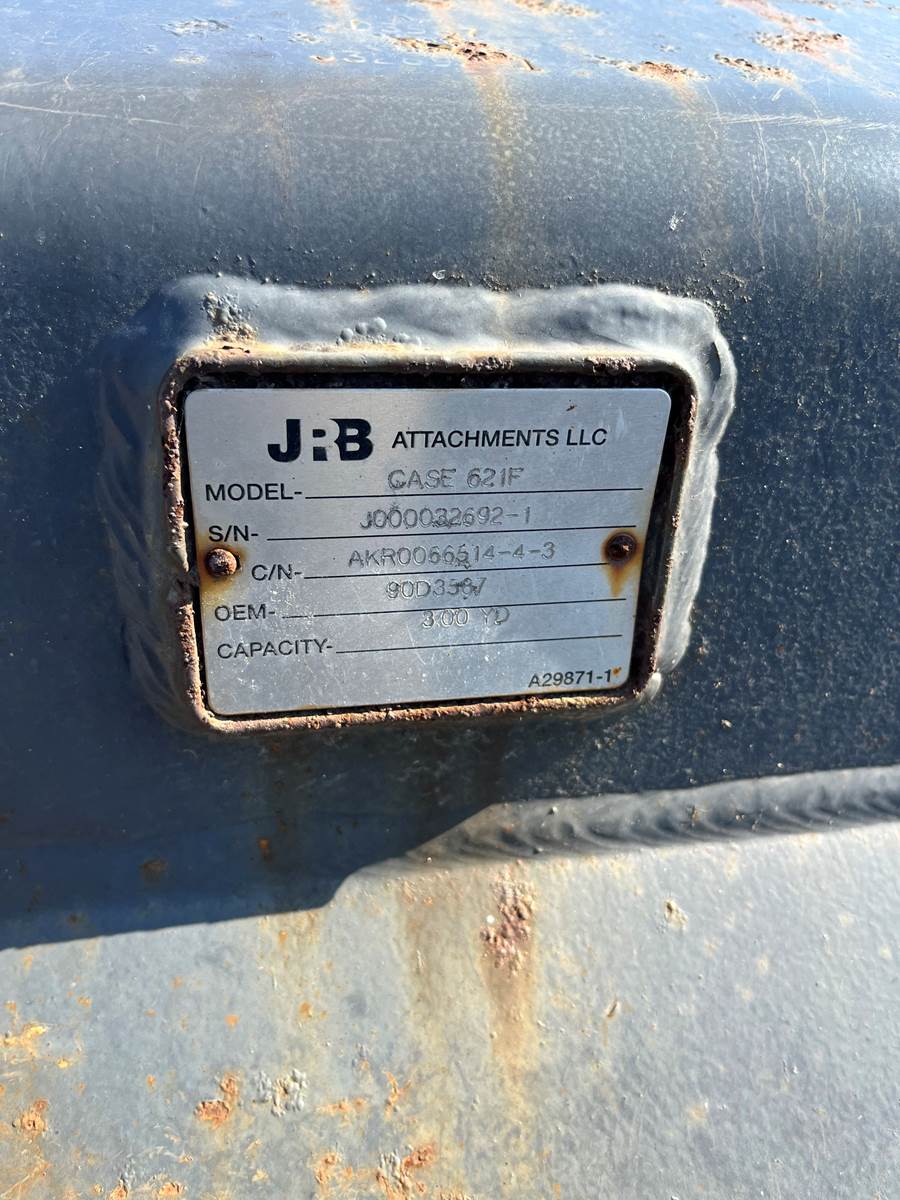 JRB ATTACHMENTS LLC
MODEL- CASE 621F
S/N- J000032692-1
C/N- AKR0066514-4-3
OEM- 90D3567
CAPACITY- 3.00 YD
A29871-1